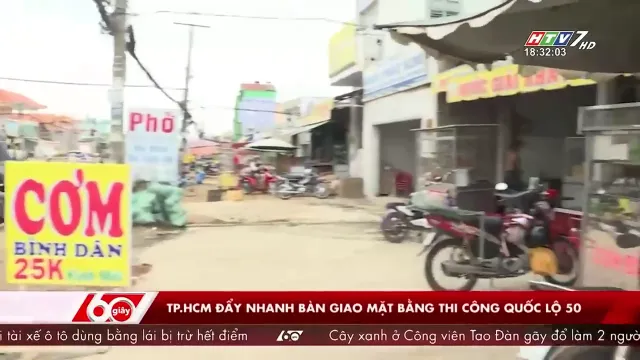 HTV7 HD
18:32:03
Phở
CƠM
BÌNH DÂN
25K
60 giây
TP.HCM ĐẨY NHANH BÀN GIAO MẶT BẰNG THI CÔNG QUỐC LỘ 50
i tài xế ô tô dùng bằng lái bị trừ hết điểm
60 Cây xanh ở Công viên Tao Đàn gãy đổ làm 2 người